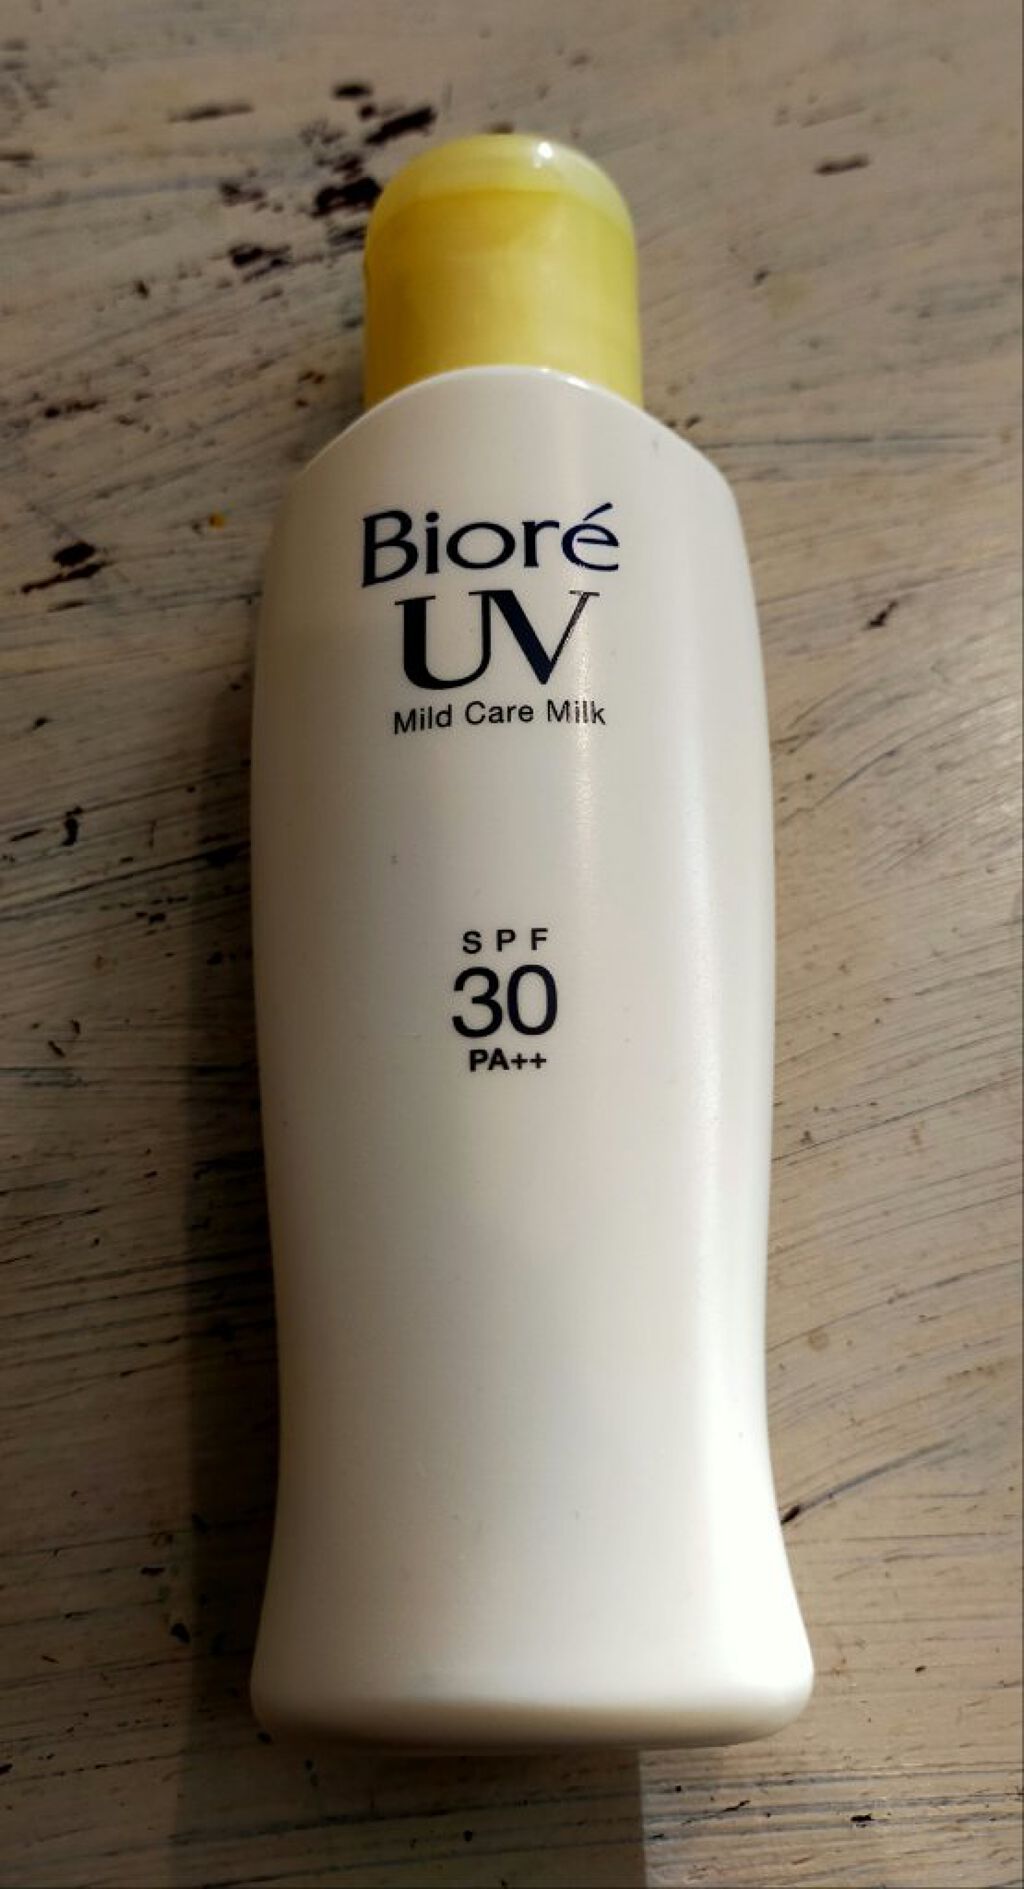 Bioré
UV
Mild Care Milk
SPF
30
PA++